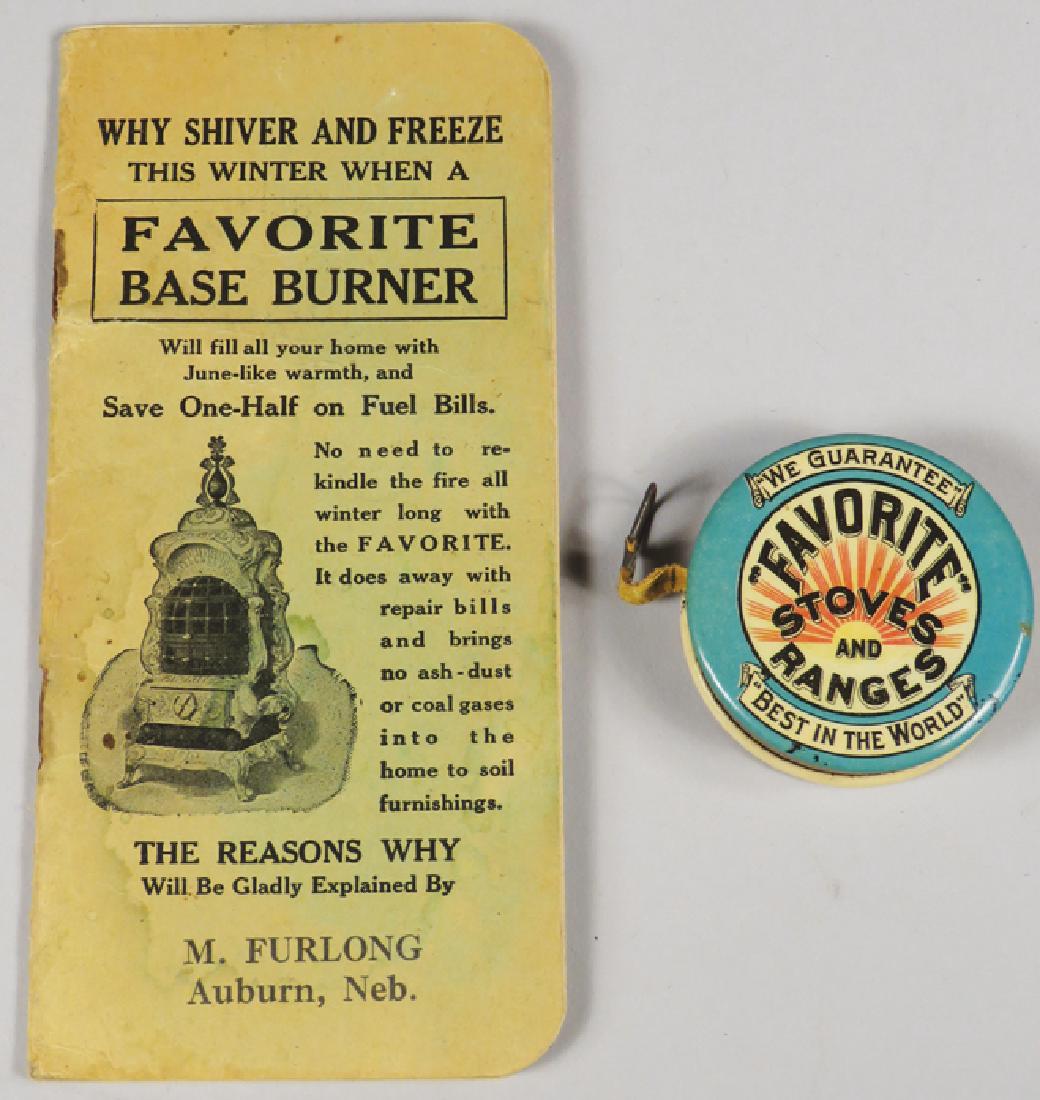 WHY SHIVER AND FREEZE
THIS WINTER WHEN A
FAVORITE
BASE BURNER
Will fill all your home with
June-like warmth, and
Save One-Half on Fuel Bills.
No need to re-
kindle the fire all
winter long with
the FAVORITE.
It does away with
repair bills
and brings
no ash-dust
or coal gases
into the
home to soil
furnishings.
THE REASONS WHY
Will Be Gladly Explained By
M. FURLONG
Auburn, Neb.
"WE GUARANTEE"
"FAVORITE"
STOVES
AND
RANGES
"BEST IN THE WORLD"